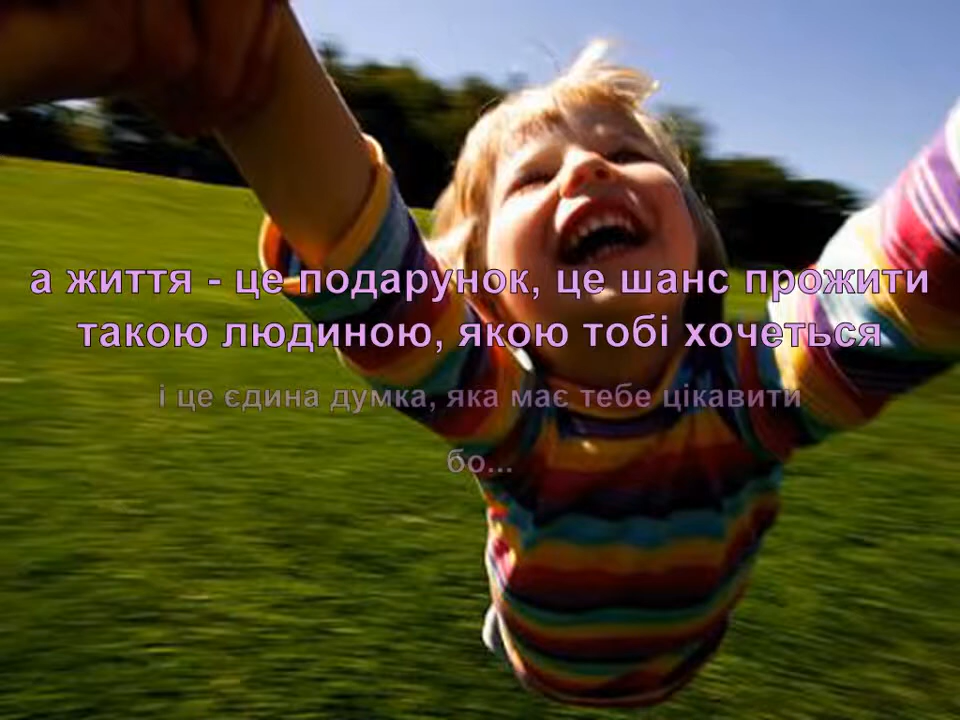 а життя - це подарунок, це шанс прожити
такою людиною, якою тобі хочеться
і це єдина думка, яка має тебе цікавити
бо...